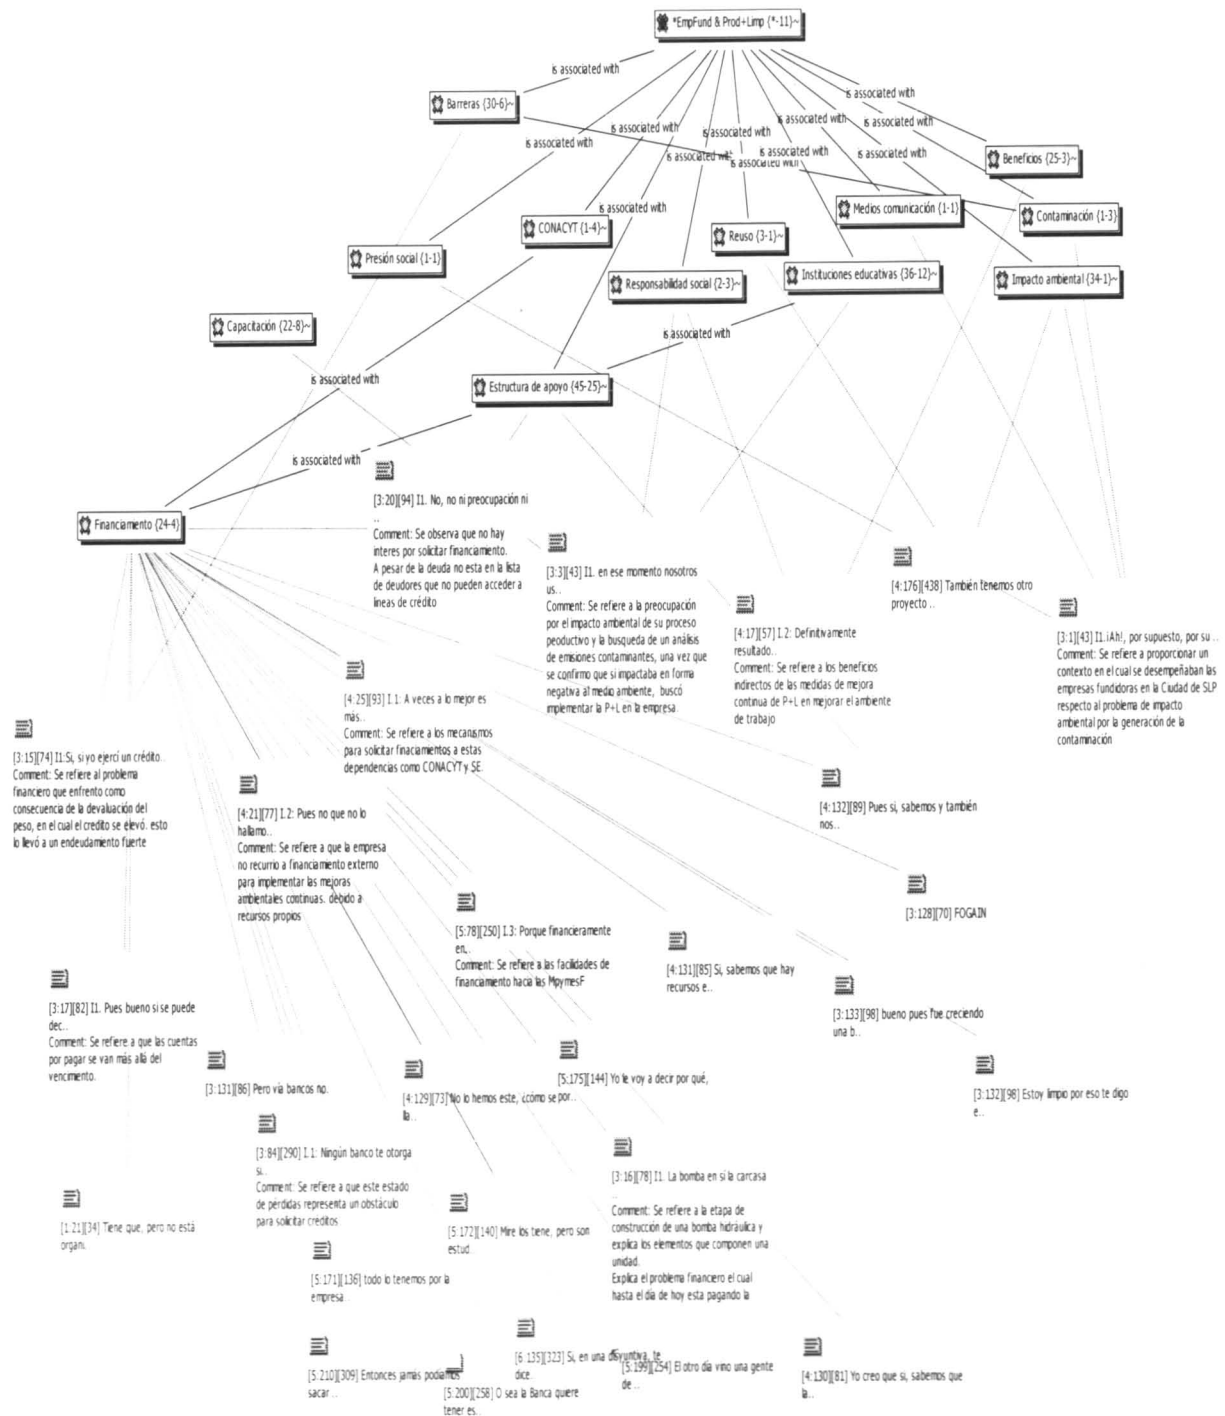 *EmpFund & Prod+Limp {*-11}~
is associated with
Barreras {30-6}~
is associated with
is associated with
is associated with
is associated with
is associated with
is associated with
is associated with
is associated with
is associated with
is associated with
is associated with
is associated with
Beneficios {25-3}~
Medios comunicación {1-1}
Contaminación {1-3}
is associated with
CONACYT {1-4}~
Reuso {3-1}~
Presión social {1-1}
Responsabilidad social {2-3}~
Instituciones educativas {36-12}~
Impacto ambiental {34-1}~
Capacitación {22-8}~
is associated with
is associated with
Estructura de apoyo {45-25}~
is associated with
Financiamiento {24-4}
[3:20][94] I1. No, no ni preocupación ni
..
Comment: Se observa que no hay
interes por solicitar financiamiento.
A pesar de la deuda no esta en la lista
de deudores que no pueden acceder a
lineas de crédito
[3:3][43] I1. en ese momento nosotros
us..
Comment: Se refiere a la preocupación
por el impacto ambiental de su proceso
peoductivo y la busqueda de un análisis
de emisiones contaminantes, una vez que
se confirmo que si impactaba en forma
negativa al medio ambiente, buscó
implementar la P+L en la empresa
[4:17][57] I.2: Definitivamente
resultado..
Comment: Se refiere a los beneficios
indirectos de las medidas de mejora
continua de P+L en mejorar el ambiente
de trabajo
[4:176][438] También tenemos otro
proyecto ..
[3:1][43] I1.¡Ah!, por supuesto, por su ..
Comment: Se refiere a proporcionar un
contexto en el cual se desempeñaban las
empresas fundidoras en la Ciudad de SLP
respecto al problema de impacto
ambiental por la generación de la
contaminación
[4:25][93] I.1: A veces a lo mejor es
más..
Comment: Se refiere a los mecanismos
para solicitar finaciamientos a estas
dependencias como CONACYT y SE.
[3:15][74] I1:Si, si yo ejercí un crédito..
Comment: Se refiere al problema
financiero que enfrento como
consecuencia de la devaluación del
peso, en el cual el credito se elevó. esto
lo llevó a un endeudamiento fuerte
[4:21][77] I.2: Pues no que no lo
hallamo..
Comment: Se refiere a que la empresa
no recurrio a financiamiento externo
para implementar las mejoras
ambientales continuas. debido a
recursos propios
[4:132][89] Pues si, sabemos y también
nos..
[3:128][70] FOGAIN
[5:78][250] I.3: Porque financieramente
en..
Comment: Se refiere a las facilidades de
financiamiento hacia las MpymesF
[4:131][85] Si, sabemos que hay
recursos e..
[3:133][98] bueno pues fue creciendo
una b..
[3:17][82] I1. Pues bueno si se puede
dec..
Comment: Se refiere a que las cuentas
por pagar se van más allá del
vencimiento.
[3:131][86] Pero vía bancos no.
[4:129][73] No lo hemos este, ¿cómo se
lla..
[5:175][144] Yo le voy a decir por qué,
por..
[3:132][98] Estoy limpio por eso te digo
e..
[3:84][290] I.1: Ningún banco te otorga
si..
Comment: Se refiere a que este estado
de pérdidas representa un obstáculo
para solicitar creditos
[3:16][78] I1. La bomba en si la carcasa
..
Comment: Se refiere a la etapa de
construcción de una bomba hidráulica y
explica los elementos que componen una
unidad.
Explica el problema financiero el cual
hasta el día de hoy esta pagando la
[1:21][34] Tiene que, pero no está
organi.
[5:172][140] Mire los tiene, pero son
estud..
[5:171][136] todo lo tenemos por la
empresa
[5:210][309] Entonces jamás podíamos
sacar ..
[6:135][323] Si, en una disyuntiva, te
dice.
[5:199][254] El otro día vino una gente
de ..
[5:200][258] O sea la Banca quiere
tener es..
[4:130][81] Yo creo que si, sabemos que
la..